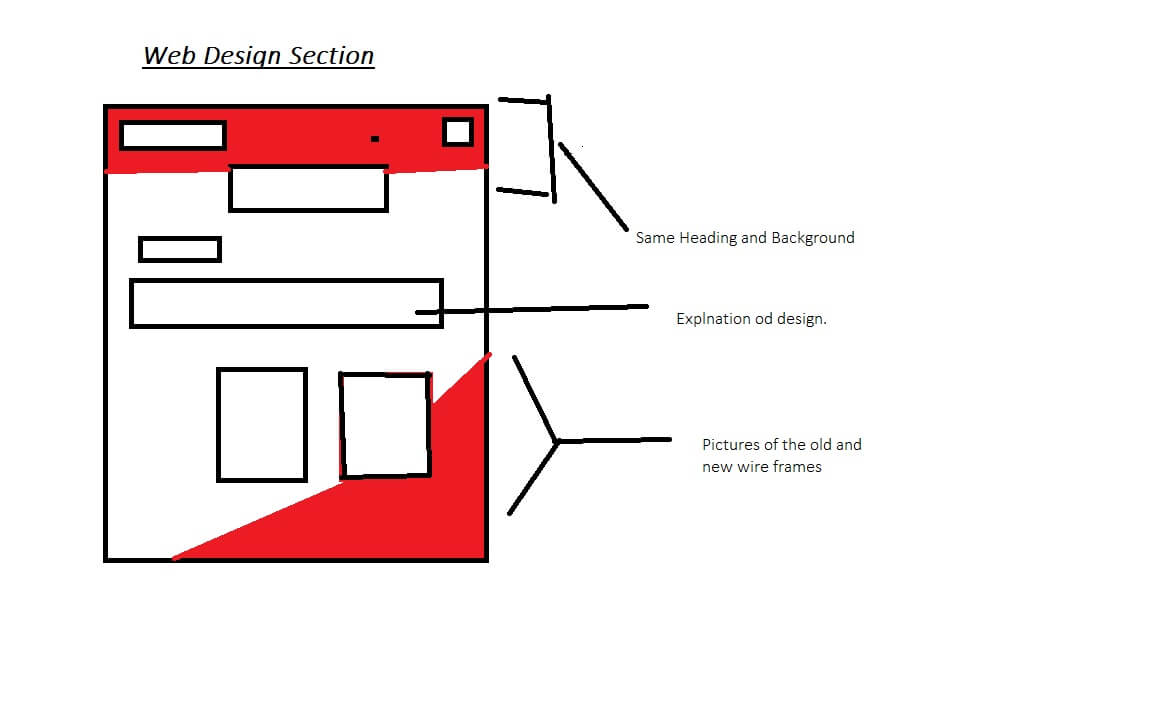 Web Design Section
Same Heading and Background
Explnation od design.
Pictures of the old and
new wire frames